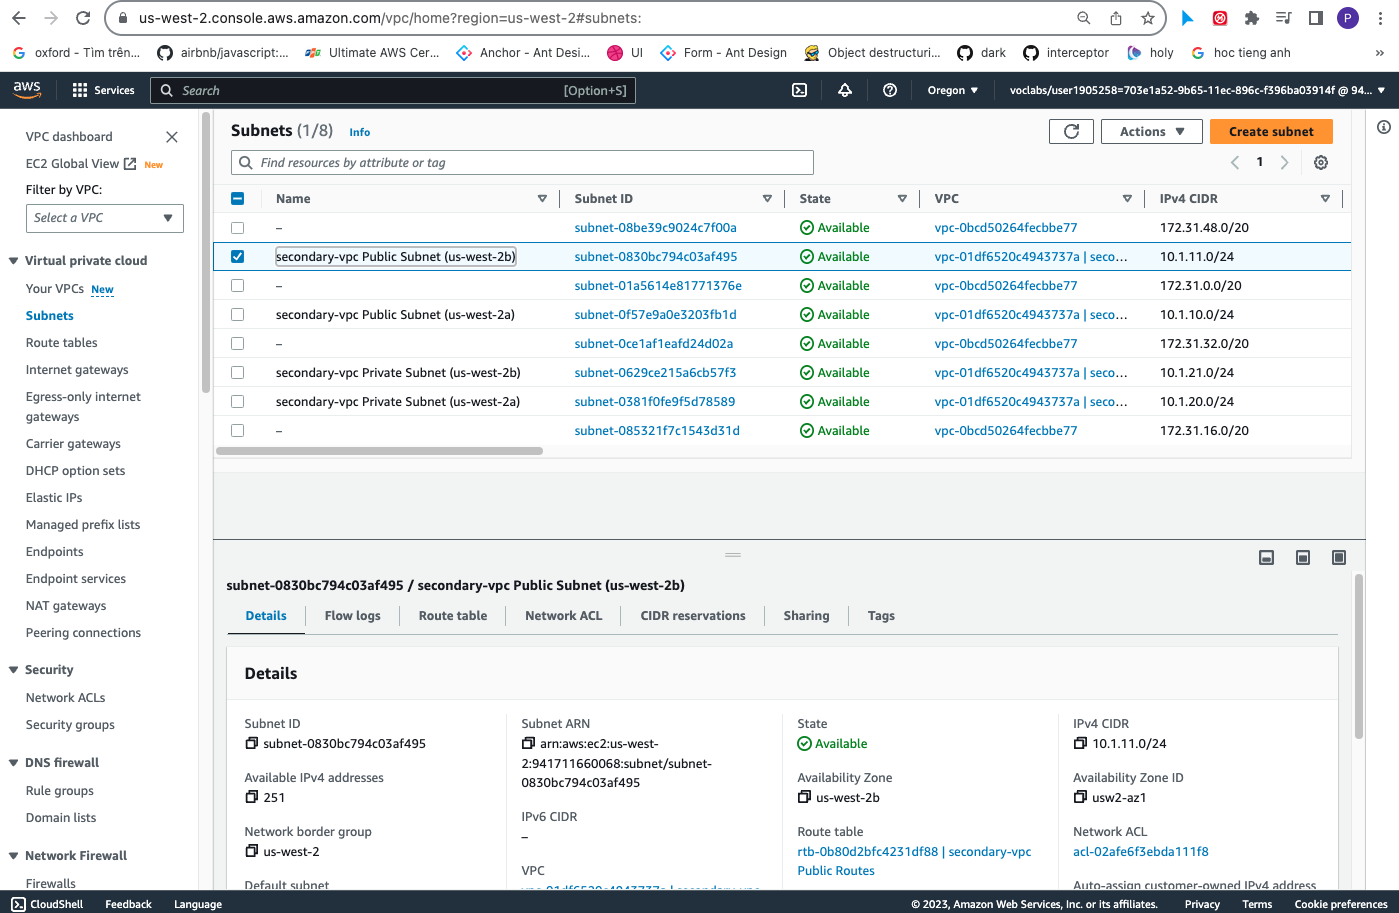 us-west-2.console.aws.amazon.com/vpc/home?region=us-west-2#subnets:
P
oxford - Tìm trên...
airbnb/javascript:...
Ultimate AWS Cer...
Anchor - Ant Desi...
UI
Form - Ant Design
Object destructuri...
dark
interceptor
holy
hoc tieng anh
»
aws
Services
Search
[Option+S]
Oregon
voclabs/user1905258=703e1a52-9b65-11ec-896c-f396ba03914f @ 94...
VPC dashboard
EC2 Global View
New
Filter by VPC:
Select a VPC
Virtual private cloud
Your VPCs New
Subnets
Route tables
Internet gateways
Egress-only internet
gateways
Carrier gateways
DHCP option sets
Elastic IPs
Managed prefix lists
Endpoints
Endpoint services
NAT gateways
Peering connections
Security
Network ACLs
Security groups
DNS firewall
Rule groups
Domain lists
Network Firewall
Firewalls
Subnets (1/8) Info
Actions
Create subnet
Find resources by attribute or tag
1
Name Subnet ID State VPC IPv4 CIDR
– subnet-08be39c9024c7f00a Available vpc-0bcd50264fecbbe77 172.31.48.0/20
secondary-vpc Public Subnet (us-west-2b) subnet-0830bc794c03af495 Available vpc-01df6520c4943737a | seco... 10.1.11.0/24
– subnet-01a5614e81771376e Available vpc-0bcd50264fecbbe77 172.31.0.0/20
secondary-vpc Public Subnet (us-west-2a) subnet-0f57e9a0e3203fb1d Available vpc-01df6520c4943737a | seco... 10.1.10.0/24
– subnet-0ce1af1eafd24d02a Available vpc-0bcd50264fecbbe77 172.31.32.0/20
secondary-vpc Private Subnet (us-west-2b) subnet-0629ce215a6cb57f3 Available vpc-01df6520c4943737a | seco... 10.1.21.0/24
secondary-vpc Private Subnet (us-west-2a) subnet-0381f0fe9f5d78589 Available vpc-01df6520c4943737a | seco... 10.1.20.0/24
– subnet-085321f7c1543d31d Available vpc-0bcd50264fecbbe77 172.31.16.0/20
subnet-0830bc794c03af495 / secondary-vpc Public Subnet (us-west-2b)
Details
Flow logs
Route table
Network ACL
CIDR reservations
Sharing
Tags
Details
Subnet ID
subnet-0830bc794c03af495
Available IPv4 addresses
251
Network border group
us-west-2
Default subnet
Subnet ARN
arn:aws:ec2:us-west-
2:941711660068:subnet/subnet-
0830bc794c03af495
IPv6 CIDR
–
VPC
vpc-01df6520c4943737a | secondary-vpc
State
Available
Availability Zone
us-west-2b
Route table
rtb-0b80d2bfc4231df88 | secondary-vpc
Public Routes
IPv4 CIDR
10.1.11.0/24
Availability Zone ID
usw2-az1
Network ACL
acl-02afe6f3ebda111f8
Auto-assign customer-owned IPv4 address
CloudShell
Feedback
Language
© 2023, Amazon Web Services, Inc. or its affiliates.
Privacy
Terms
Cookie preferences